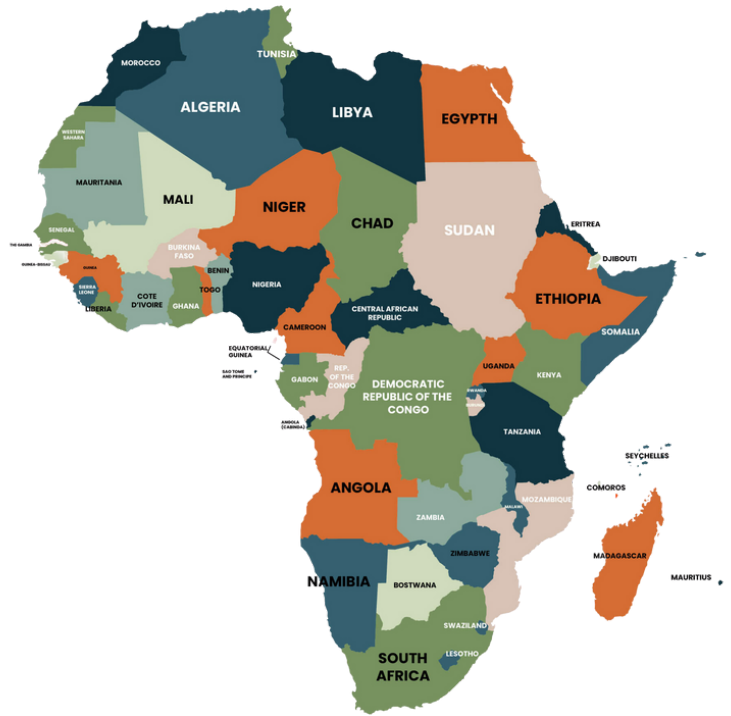 MOROCCO
TUNISIA
ALGERIA
LIBYA
EGYPTH
WESTERN
SAHARA
MAURITANIA
MALI
NIGER
CHAD
SUDAN
ERITREA
SENEGAL
THE GAMBIA
GUINEA-BISSAU
GUINEA
BURKINA
FASO
BENIN
NIGERIA
DJIBOUTI
SIERRA
LEONE
LIBERIA
COTE
D'IVOIRE
GHANA
TOGO
CENTRAL AFRICAN
REPUBLIC
ETHIOPIA
SOMALIA
CAMEROON
EQUATORIAL
GUINEA
SAO TOME
AND PRINCIPE
GABON
REP.
OF THE
CONGO
DEMOCRATIC
REPUBLIC OF THE
CONGO
UGANDA
KENYA
RWANDA
ANGOLA
(CABINDA)
TANZANIA
SEYCHELLES
COMOROS
ANGOLA
ZAMBIA
MALAWI
MOZAMBIQUE
MADAGASCAR
MAURITIUS
NAMIBIA
ZIMBABWE
BOSTWANA
SWAZILAND
LESOTHO
SOUTH
AFRICA